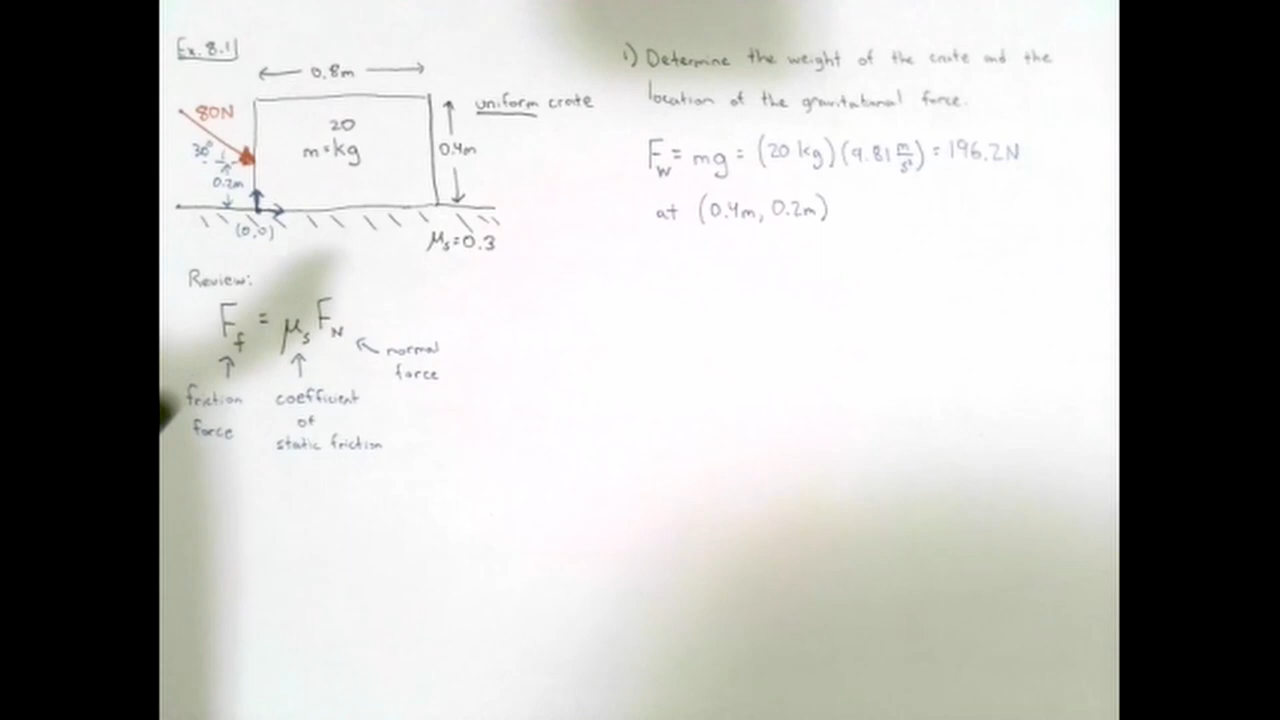 Ex. 8.1
0.8m
80N
uniform crate
20
m=kg
0.4m
30°
0.2m
(0,0)
μs=0.3
Review:
Ff = μs FN
normal
force
friction
force
coefficient
of
static friction
1) Determine the weight of the crate and the
location of the gravitational force.
Fw = mg = (20 kg)(9.81 m/s²) = 196.2N
at (0.4m, 0.2m)